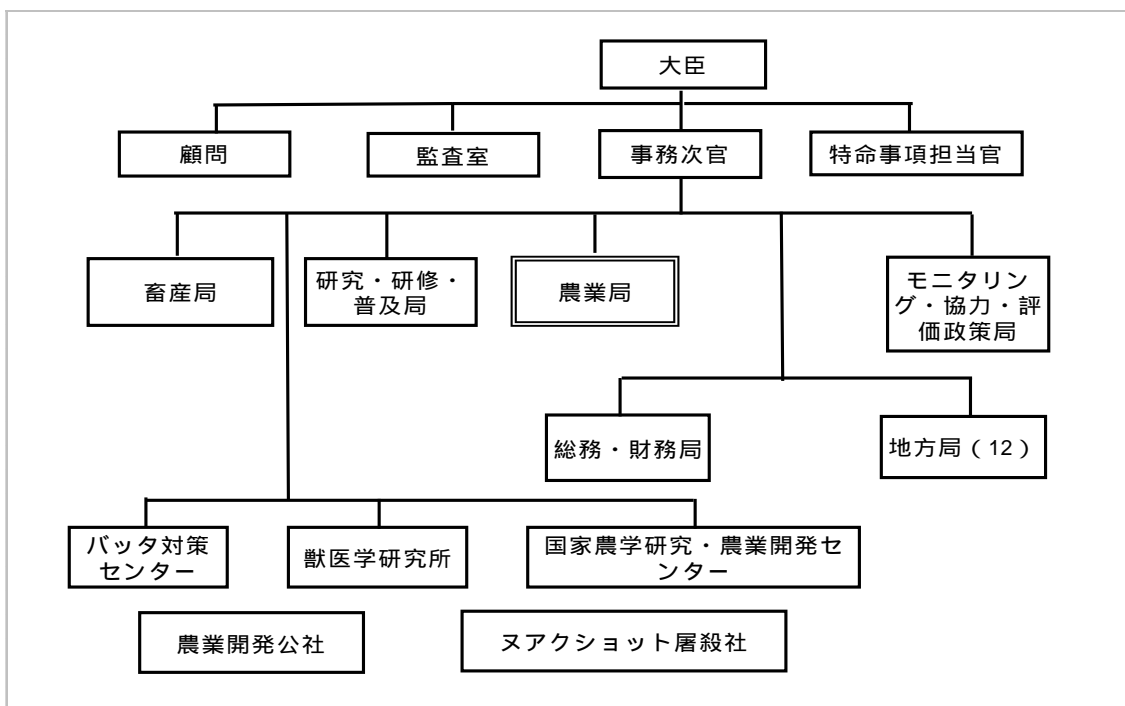 大臣
顧問
監査室
事務次官
特命事項担当官
畜産局
研究・研修・
普及局
農業局
モニタリン
グ・協力・評
価政策局
総務・財務局
地方局（12）
バッタ対策
センター
獣医学研究所
国家農学研究・農業開発セ
ンター
農業開発公社
ヌアクショット屠殺社